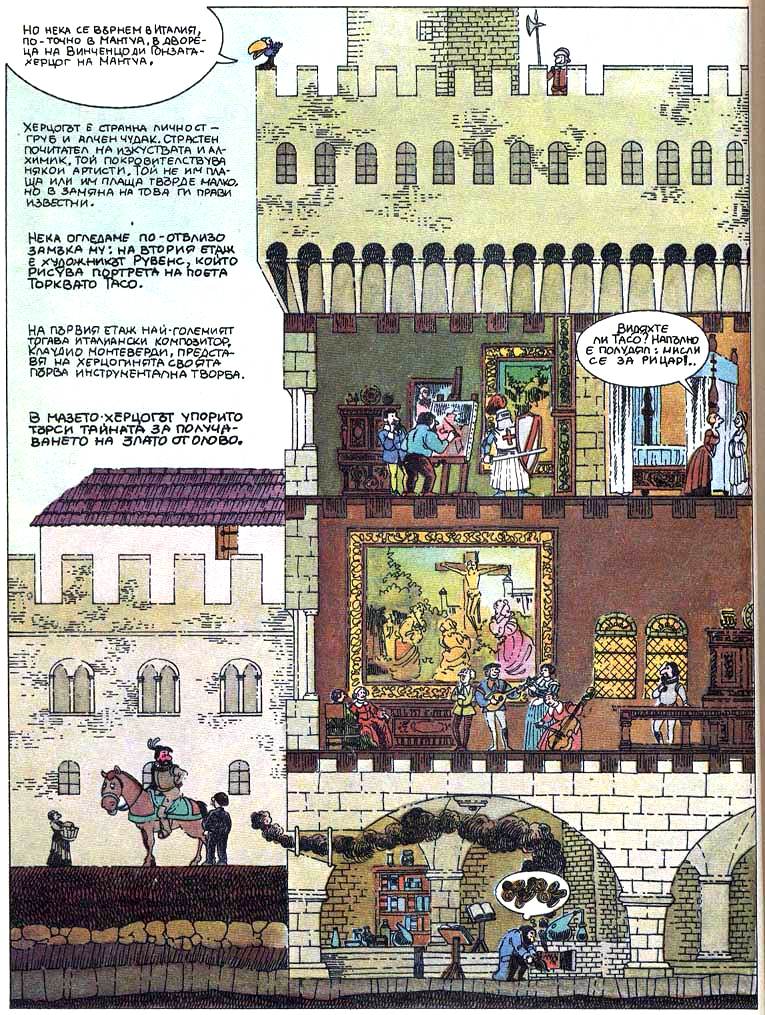 НО НЕКА СЕ ВЪРНЕМ В ИТАЛИЯ,
ПО-ТОЧНО В МАНТУА, В ДВОРЕ-
ЦА НА ВИНЧЕНЦО ДИ ГОНЗАГА-
ХЕРЦОГ НА МАНТУА.
ХЕРЦОГЪТ Е СТРАННА ЛИЧНОСТ –
ГРУБ И АЛЧЕН ЧУДАК. СТРАСТЕН
ПОЧИТАТЕЛ НА ИЗКУСТВАТА И АЛ-
ХИМИК, ТОЙ ПОКРОВИТЕЛСТВУВА
НЯКОИ АРТИСТИ, ТОЙ НЕ ИМ ПЛА-
ЩА ИЛИ ИМ ПЛАЩА ТВЪРДЕ МАЛКО,
НО В ЗАМЯНА НА ТОВА ГИ ПРАВИ
ИЗВЕСТНИ.
НЕКА ОГЛЕДАМЕ ПО-ОТБЛИЗО
ЗАМЪКА МУ: НА ВТОРИЯ ЕТАЖ
Е ХУДОЖНИКЪТ РУБЕНС, КОЙТО
РИСУВА ПОРТРЕТА НА ПОЕТА
ТОРКВАТО ТАСО.
НА ПЪРВИЯ ЕТАЖ НАЙ-ГОЛЕМИЯТ
ТОГАВА ИТАЛИАНСКИ КОМПОЗИТОР,
КЛАУДИО МОНТЕВЕРДИ, ПРЕДСТА-
ВЯ НА ХЕРЦОГИНЯТА СВОЯТА
ПЪРВА ИНСТРУМЕНТАЛНА ТВОРБА.
В МАЗЕТО ХЕРЦОГЪТ УПОРИТО
ТЪРСИ ТАЙНАТА ЗА ПОЛУЧА-
ВАНЕТО НА ЗЛАТО ОТ ОЛОВО.
ВИДЯХТЕ
ЛИ ТАСО? НАПЪЛНО
Е ПОЛУДЯЛ: МИСЛИ
СЕ ЗА РИЦАР!..